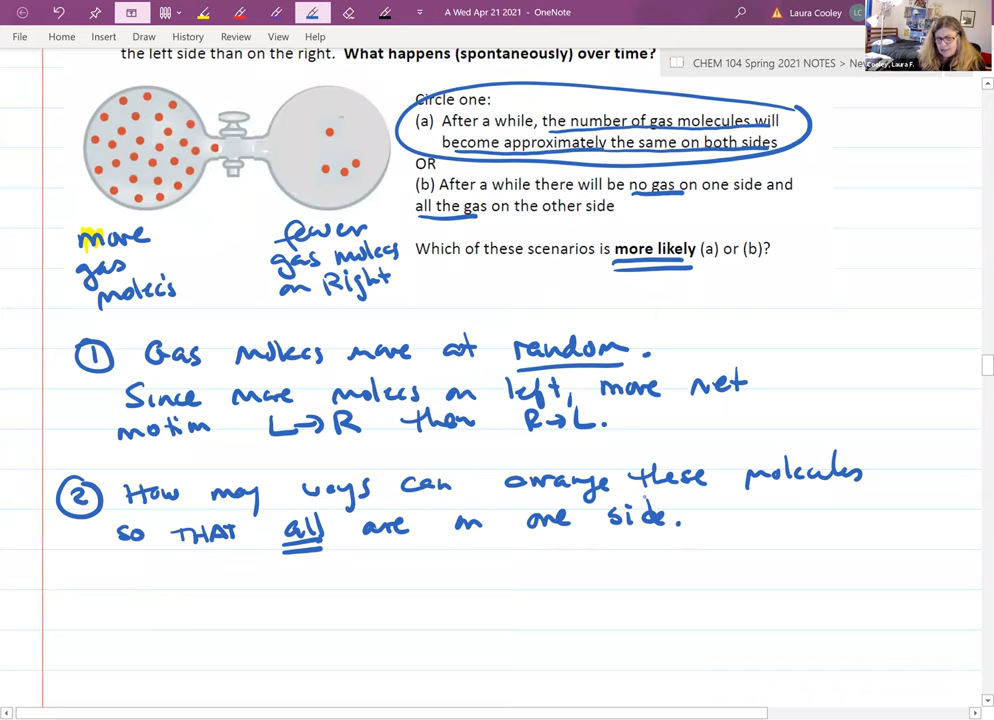 A Wed Apr 21 2021 - OneNote
Laura Cooley
LC
File Home Insert Draw History Review View Help
Cooley, Laura F.
CHEM 104 Spring 2021 NOTES > Ne
the left side than on the right. What happens (spontaneously) over time?
Circle one:
(a) After a while, the number of gas molecules will
become approximately the same on both sides
OR
(b) After a while there will be no gas on one side and
all the gas on the other side
Which of these scenarios is more likely (a) or (b)?
more
gas
molec's
fewer
gas molecs
on Right
① Gas molecs move at random.
Since more molecs on left, more net
motion L→R than R→L.
② How many ways can arrange these molecules
so THAT all are on one side.